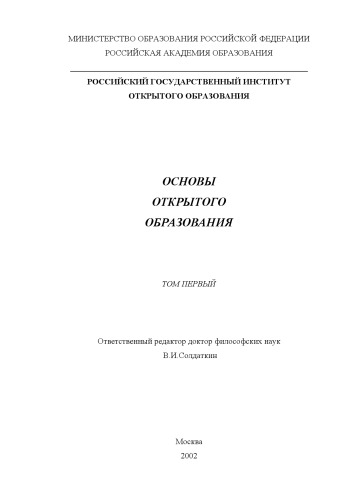 МИНИСТЕРСТВО ОБРАЗОВАНИЯ РОССИЙСКОЙ ФЕДЕРАЦИИ
РОССИЙСКАЯ АКАДЕМИЯ ОБРАЗОВАНИЯ
РОССИЙСКИЙ ГОСУДАРСТВЕННЫЙ ИНСТИТУТ
ОТКРЫТОГО ОБРАЗОВАНИЯ
ОСНОВЫ
ОТКРЫТОГО
ОБРАЗОВАНИЯ
ТОМ ПЕРВЫЙ
Ответственный редактор доктор философских наук
В.И.Солдаткин
Москва
2002